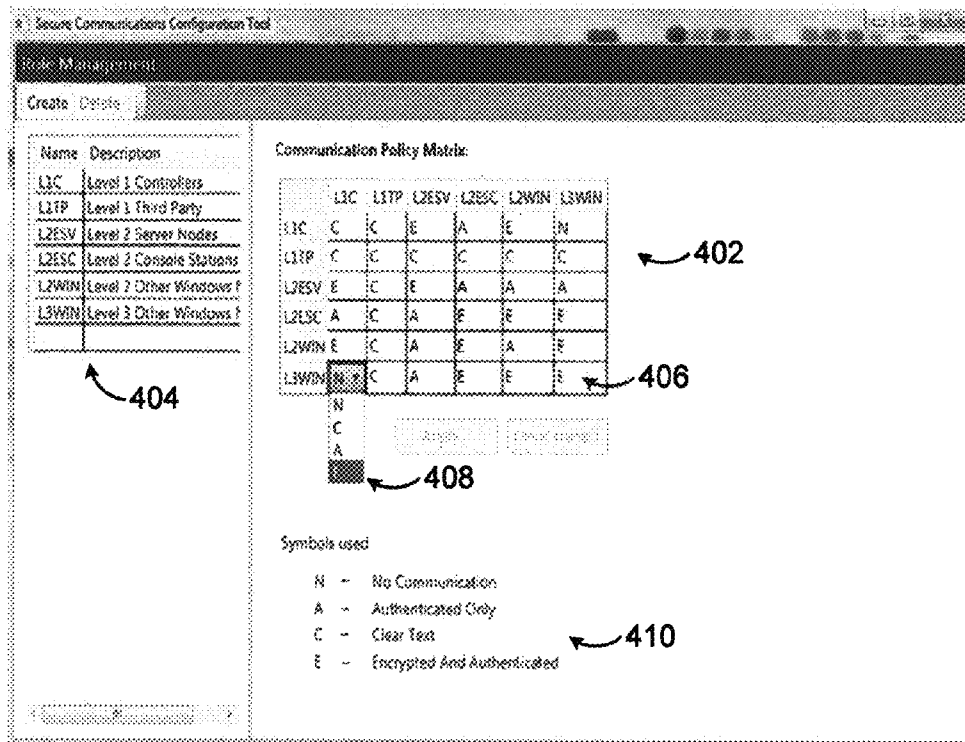 Secure Communications Configuration Tool
Role Management
Create Delete
Name Description
L1C Level 1 Controllers
L1TP Level 1 Third Party
L2ESV Level 2 Server Nodes
L2ESC Level 2 Console Stations
L2WIN Level 2 Other Windows
L3WIN Level 3 Other Windows
404
Communication Policy Matrix:
L1C L1TP L2ESV L2ESC L2WIN L3WIN
L1C C C E A E N
L1TP C C C C C C
L2ESV E C E A A A
L2ESC A C A E E E
L2WIN E C A E A E
L3WIN N C A E E E
402
406
N
C
A
408
Symbols used
N - No Communication
A - Authenticated Only
C - Clear Text
E - Encrypted And Authenticated
410